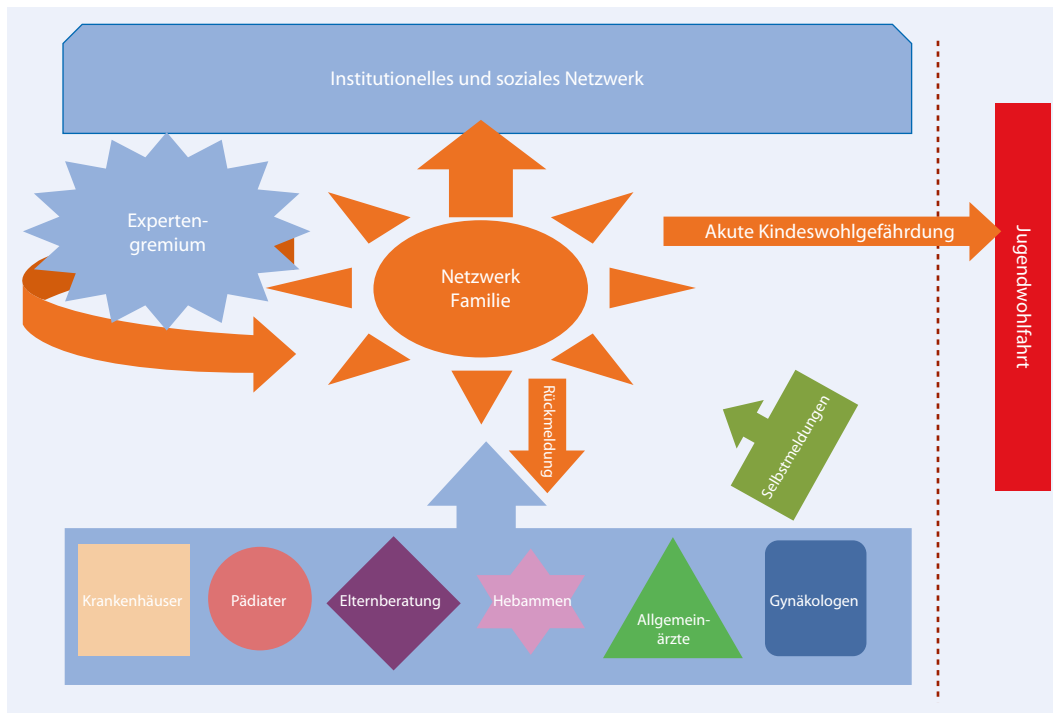 Institutionelles und soziales Netzwerk
Experten-
gremium
Netzwerk
Familie
Akute Kindeswohlgefährdung
Jugendwohlfahrt
Rückmeldung
Selbstmeldungen
Krankenhäuser
Pädiater
Elternberatung
Hebammen
Allgemein-
ärzte
Gynäkologen